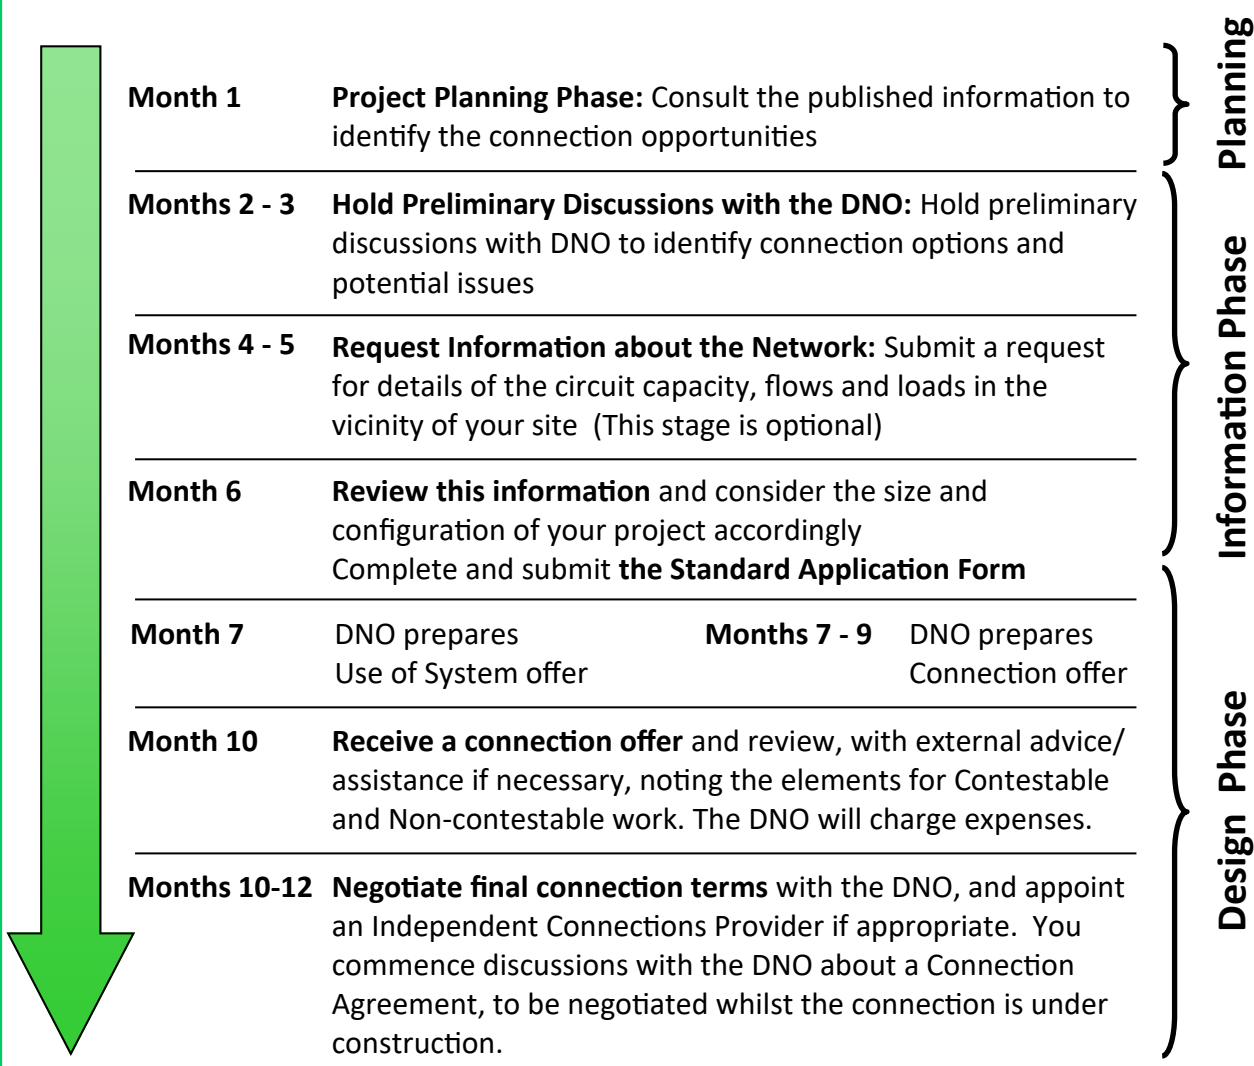 Month 1
Project Planning Phase: Consult the published information to
identify the connection opportunities
Planning
Months 2 - 3
Hold Preliminary Discussions with the DNO: Hold preliminary
discussions with DNO to identify connection options and
potential issues
Months 4 - 5
Request Information about the Network: Submit a request
for details of the circuit capacity, flows and loads in the
vicinity of your site  (This stage is optional)
Month 6
Review this information and consider the size and
configuration of your project accordingly
Complete and submit the Standard Application Form
Information Phase
Month 7
DNO prepares
Use of System offer
Months 7 - 9
DNO prepares
Connection offer
Month 10
Receive a connection offer and review, with external advice/
assistance if necessary, noting the elements for Contestable
and Non-contestable work. The DNO will charge expenses.
Months 10-12
Negotiate final connection terms with the DNO, and appoint
an Independent Connections Provider if appropriate.  You
commence discussions with the DNO about a Connection
Agreement, to be negotiated whilst the connection is under
construction.
Design  Phase